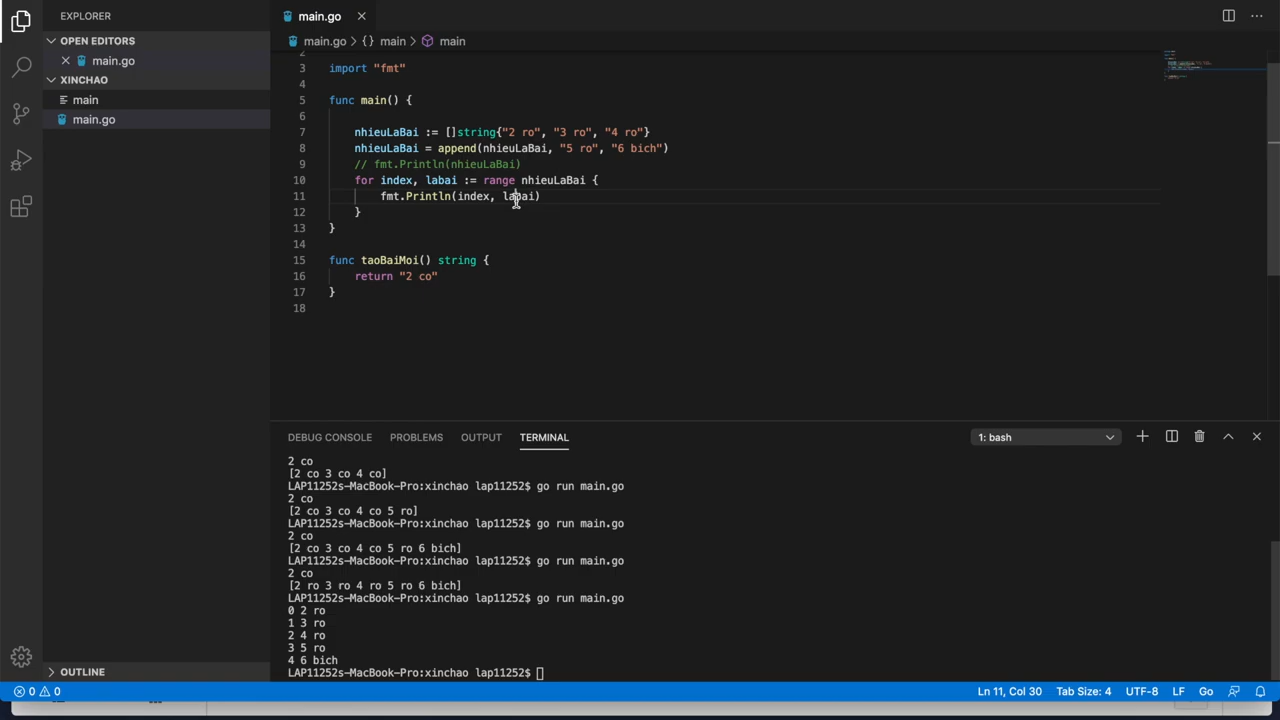 EXPLORER
main.go
OPEN EDITORS
main.go
main.go > {} main > main
main.go
XINCHAO
main
main.go
2
3 import "fmt"
4
5 func main() {
6
7 nhieuLaBai := []string{"2 ro", "3 ro", "4 ro"}
8 nhieuLaBai = append(nhieuLaBai, "5 ro", "6 bich")
9 // fmt.Println(nhieuLaBai)
10 for index, labai := range nhieuLaBai {
11 fmt.Println(index, labai)
12 }
13 }
14
15 func taoBaiMoi() string {
16 return "2 co"
17 }
18
DEBUG CONSOLE PROBLEMS OUTPUT TERMINAL 1: bash
2 co
[2 co 3 co 4 co]
LAP11252s-MacBook-Pro:xinchao lap11252$ go run main.go
2 co
[2 co 3 co 4 co 5 ro]
LAP11252s-MacBook-Pro:xinchao lap11252$ go run main.go
2 co
[2 co 3 co 4 co 5 ro 6 bich]
LAP11252s-MacBook-Pro:xinchao lap11252$ go run main.go
2 co
[2 ro 3 ro 4 ro 5 ro 6 bich]
LAP11252s-MacBook-Pro:xinchao lap11252$ go run main.go
0 2 ro
1 3 ro
2 4 ro
3 5 ro
4 6 bich
LAP11252s-MacBook-Pro:xinchao lap11252$
OUTLINE
0 0 Ln 11, Col 30 Tab Size: 4 UTF-8 LF Go